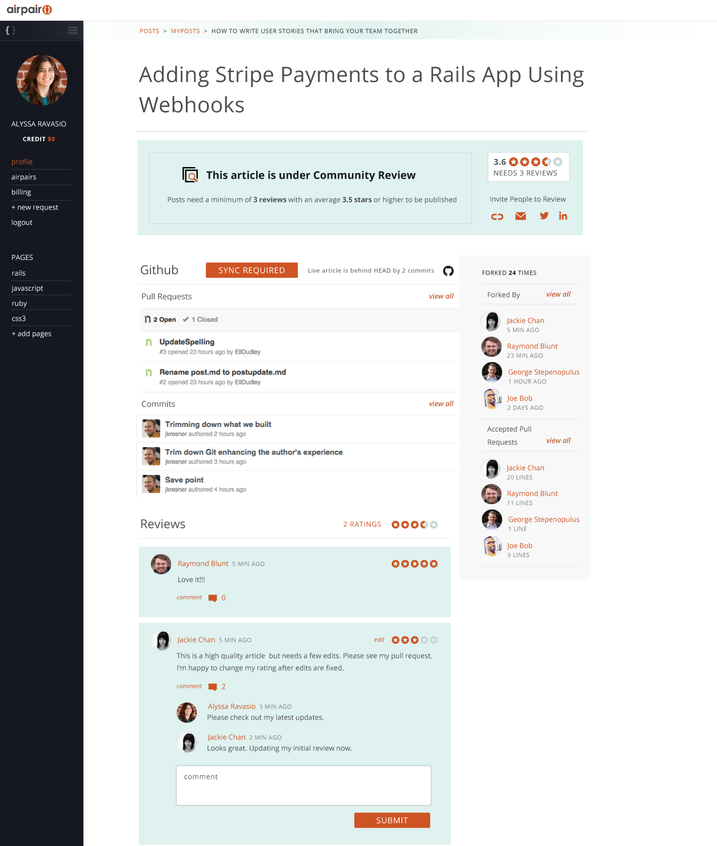 airpair
{ }
ALYSSA RAVASIO
CREDIT $0
profile
airpairs
billing
+ new request
logout
PAGES
rails
javascript
ruby
css3
+ add pages
POSTS > MYPOSTS > HOW TO WRITE USER STORIES THAT BRING YOUR TEAM TOGETHER
Adding Stripe Payments to a Rails App Using
Webhooks
This article is under Community Review
Posts need a minimum of 3 reviews with an average 3.5 stars or higher to be published
3.6
NEEDS 3 REVIEWS
Invite People to Review
Github
SYNC REQUIRED
Live article is behind HEAD by 2 commits
Pull Requests
view all
2 Open
1 Closed
UpdateSpelling
#3 opened 23 hours ago by EllDudley
Rename post.md to postupdate.md
#2 opened 23 hours ago by EllDudley
Commits
view all
Trimming down what we built
jkresner authored 2 hours ago
Trim down Git enhancing the author's experience
jkresner authored 3 hours ago
Save point
jkresner authored 4 hours ago
FORKED 24 TIMES
Forked By
view all
Jackie Chan
5 MIN AGO
Raymond Blunt
23 MIN AGO
George Stepenopulus
1 HOUR AGO
Joe Bob
2 DAYS AGO
Accepted Pull
Requests
view all
Jackie Chan
20 LINES
Raymond Blunt
11 LINES
George Stepenopulus
1 LINE
Joe Bob
9 LINES
Reviews
2 RATINGS
Raymond Blunt 5 MIN AGO
Love it!!!
comment 0
Jackie Chan 5 MIN AGO
edit
This is a high quality article but needs a few edits. Please see my pull request.
I'm happy to change my rating after edits are fixed.
comment 2
Alyssa Ravasio 3 MIN AGO
Please check out my latest updates.
Jackie Chan 2 MIN AGO
Looks great. Updating my initial review now.
comment
SUBMIT